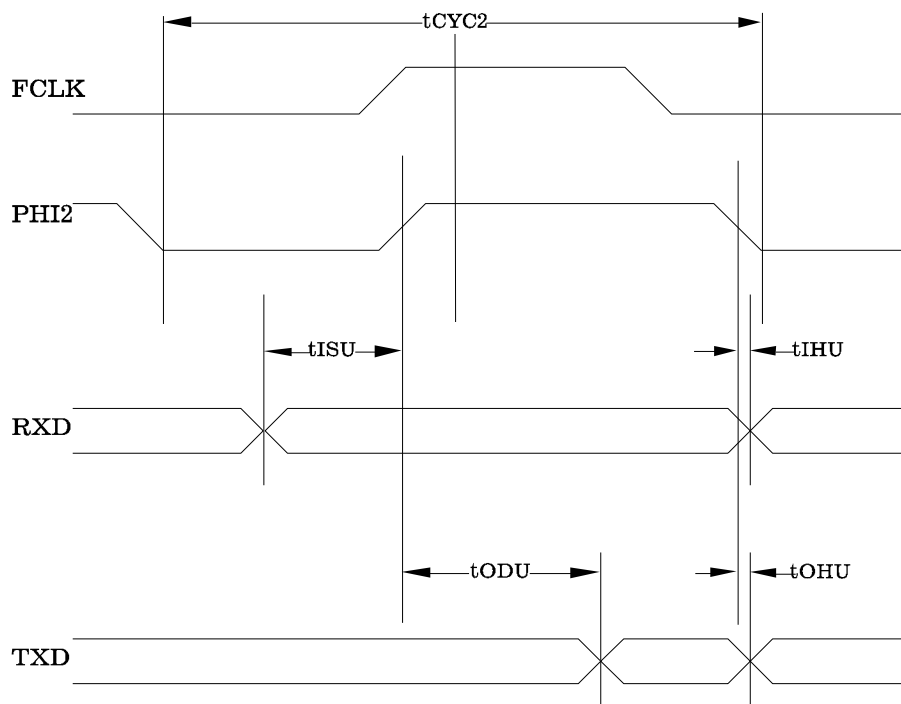 tCYC2
FCLK
PHI2
tISU
tIHU
RXD
tODU
tOHU
TXD